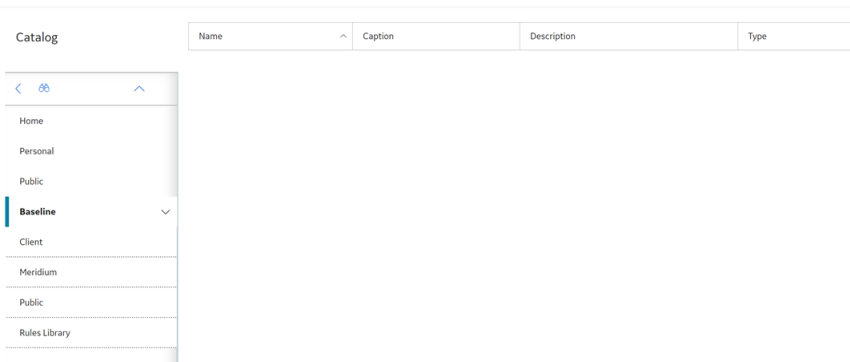 Catalog
Name
Caption
Description
Type
Home
Personal
Public
Baseline
Client
Meridium
Public
Rules Library